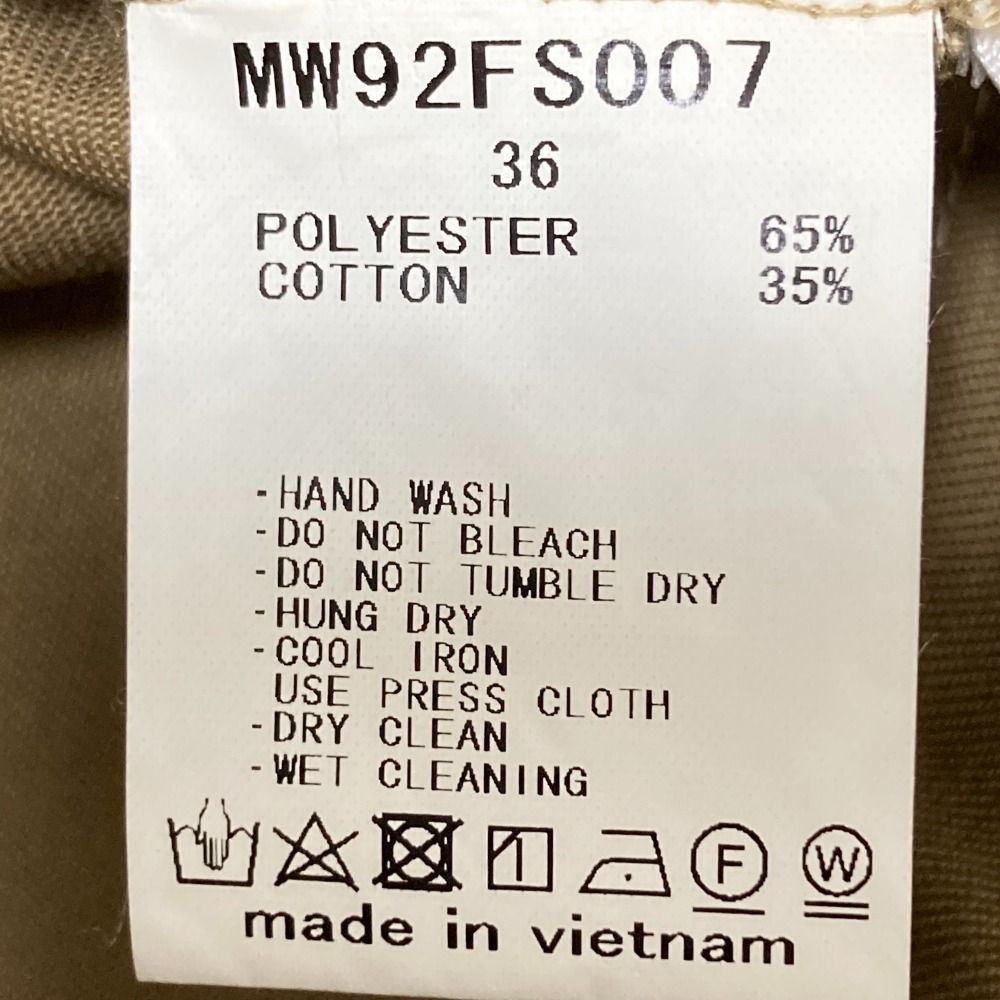 MW92FS007
36
POLYESTER 65%
COTTON 35%
-HAND WASH
-DO NOT BLEACH
-DO NOT TUMBLE DRY
-HUNG DRY
-COOL IRON
USE PRESS CLOTH
-DRY CLEAN
-WET CLEANING
F W
made in vietnam